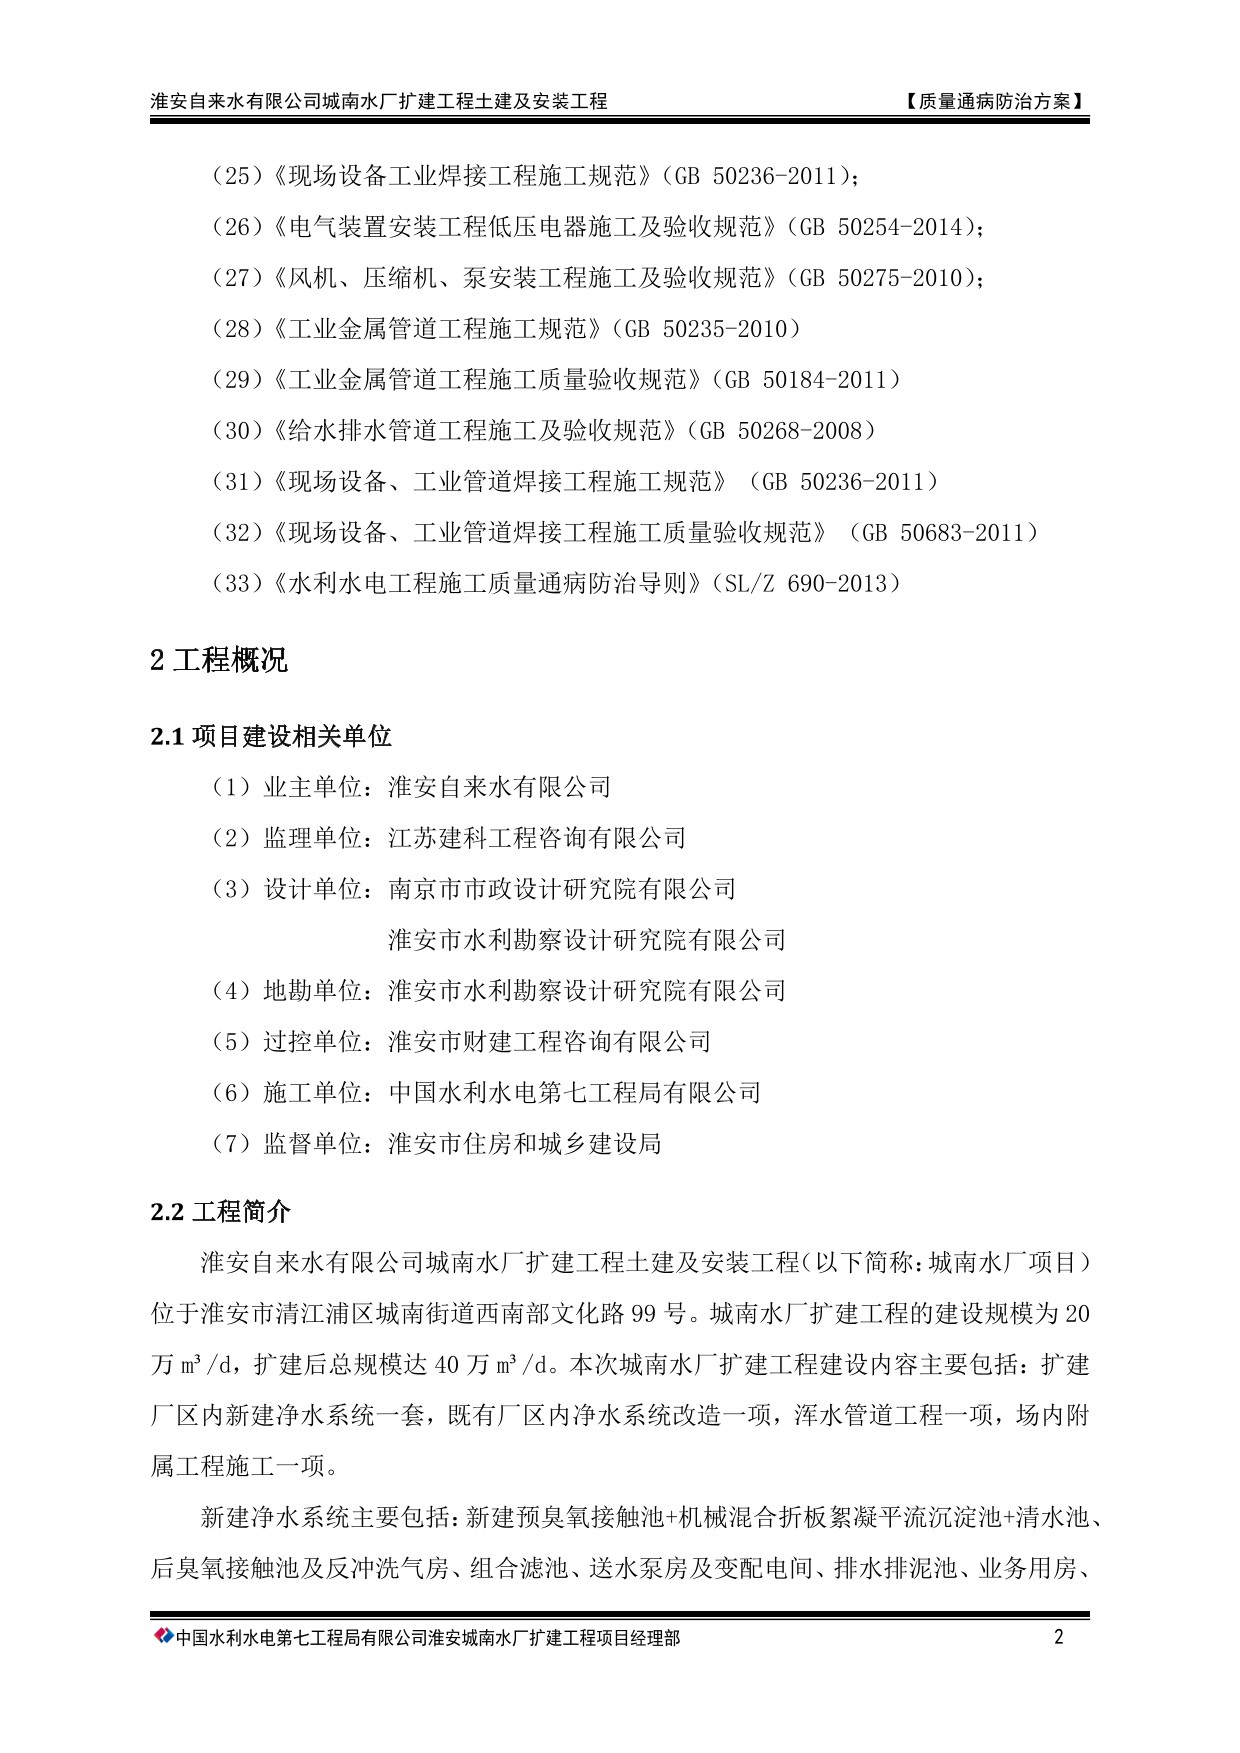 淮安自来水有限公司城南水厂扩建工程土建及安装工程 【质量通病防治方案】
（25）《现场设备工业焊接工程施工规范》（GB 50236-2011）；
（26）《电气装置安装工程低压电器施工及验收规范》（GB 50254-2014）；
（27）《风机、压缩机、泵安装工程施工及验收规范》（GB 50275-2010）；
（28）《工业金属管道工程施工规范》（GB 50235-2010）
（29）《工业金属管道工程施工质量验收规范》（GB 50184-2011）
（30）《给水排水管道工程施工及验收规范》（GB 50268-2008）
（31）《现场设备、工业管道焊接工程施工规范》（GB 50236-2011）
（32）《现场设备、工业管道焊接工程施工质量验收规范》（GB 50683-2011）
（33）《水利水电工程施工质量通病防治导则》（SL/Z 690-2013）
2 工程概况
2.1 项目建设相关单位
（1）业主单位：淮安自来水有限公司
（2）监理单位：江苏建科工程咨询有限公司
（3）设计单位：南京市市政设计研究院有限公司
淮安市水利勘察设计研究院有限公司
（4）地勘单位：淮安市水利勘察设计研究院有限公司
（5）过控单位：淮安市财建工程咨询有限公司
（6）施工单位：中国水利水电第七工程局有限公司
（7）监督单位：淮安市住房和城乡建设局
2.2 工程简介
淮安自来水有限公司城南水厂扩建工程土建及安装工程（以下简称：城南水厂项目）
位于淮安市清江浦区城南街道西南部文化路 99 号。城南水厂扩建工程的建设规模为 20
万 m³/d，扩建后总规模达 40 万 m³/d。本次城南水厂扩建工程建设内容主要包括：扩建
厂区内新建净水系统一套，既有厂区内净水系统改造一项，浑水管道工程一项，场内附
属工程施工一项。
新建净水系统主要包括：新建预臭氧接触池+机械混合折板絮凝平流沉淀池+清水池、
后臭氧接触池及反冲洗气房、组合滤池、送水泵房及变配电间、排水排泥池、业务用房、
中国水利水电第七工程局有限公司淮安城南水厂扩建工程项目经理部 2